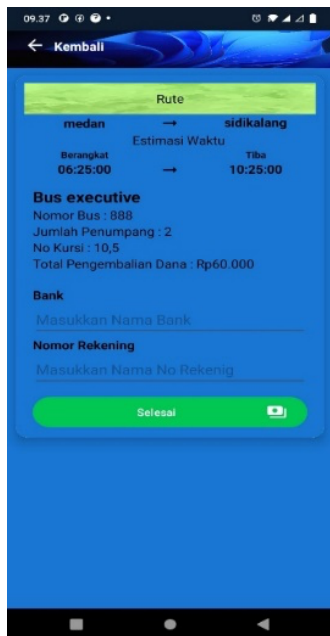 09.37
Kembali
Rute
medan → sidikalang
Estimasi Waktu
Berangkat Tiba
06:25:00 → 10:25:00
Bus executive
Nomor Bus : 888
Jumlah Penumpang : 2
No Kursi : 10,5
Total Pengembalian Dana : Rp60.000
Bank
Masukkan Nama Bank
Nomor Rekening
Masukkan Nama No Rekenig
Selesai